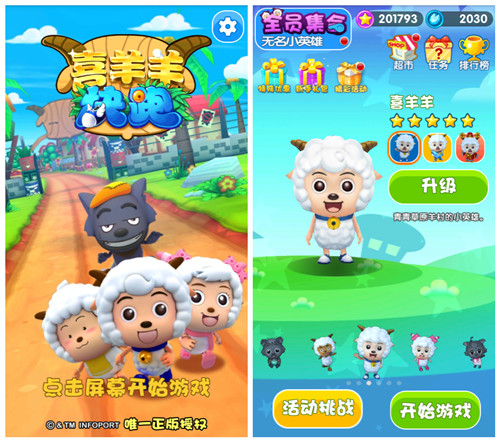 喜羊羊
快跑
点击屏幕开始游戏
© & TM INFOPORT 唯一正版授权
全员集合
无名小英雄
201793
2030
SHOP
超市
任务
排行榜
特殊优惠
新手礼包
精彩活动
喜羊羊
升级
青青草原羊村的小英雄。
活动挑战
开始游戏